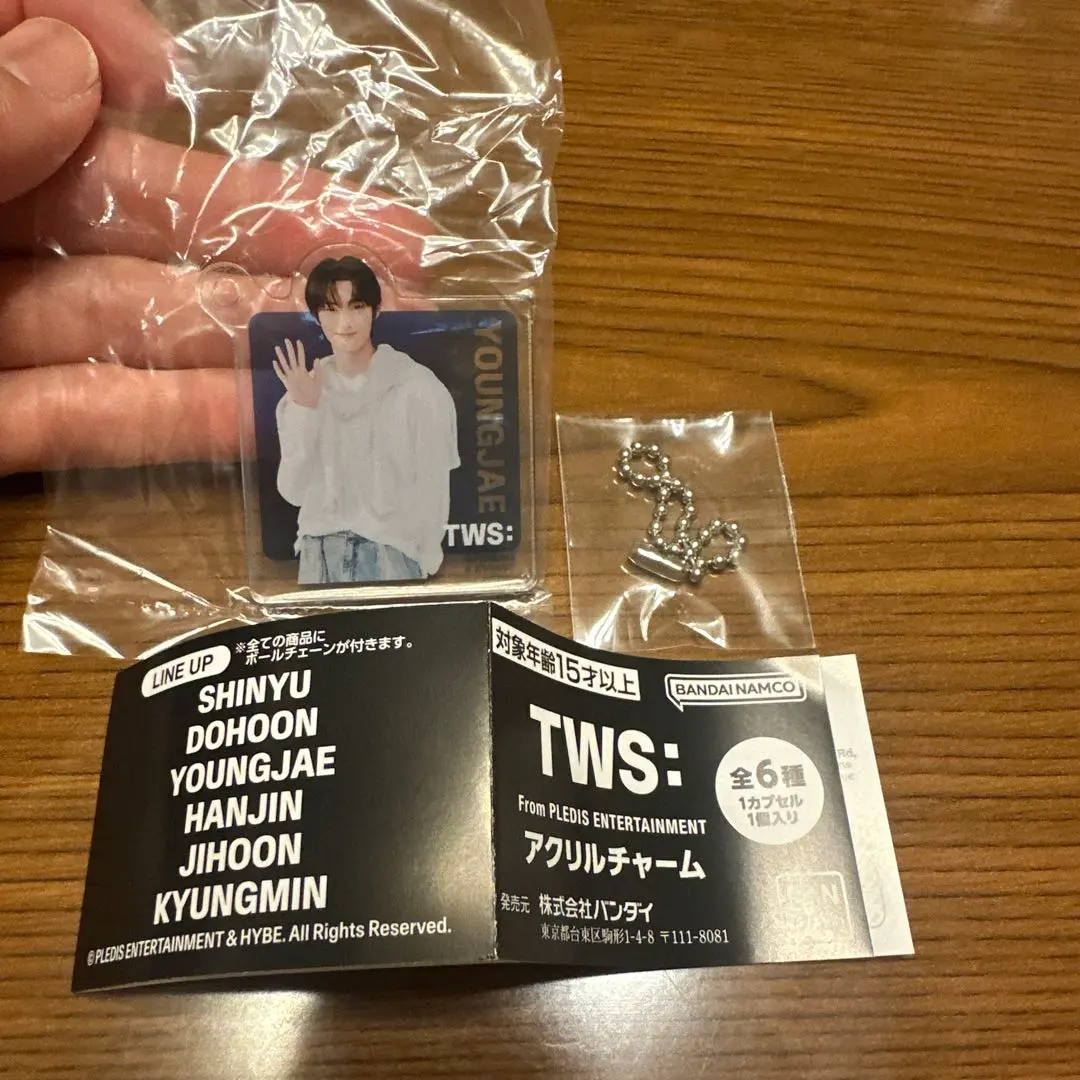 YOUNGJAE
TWS:
LINE UP
※全ての商品に
ボールチェーンが付きます。
SHINYU
DOHOON
YOUNGJAE
HANJIN
JIHOON
KYUNGMIN
© PLEDIS ENTERTAINMENT & HYBE. All Rights Reserved.
対象年齢15才以上
BANDAI NAMCO
TWS:
From PLEDIS ENTERTAINMENT
アクリルチャーム
全6種
1カプセル
1個入り
発売元 株式会社バンダイ
東京都台東区駒形1-4-8 〒111-8081